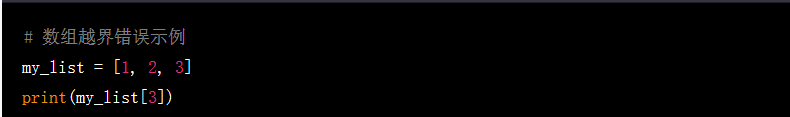 # 数组越界错误示例
my_list = [1, 2, 3]
print(my_list[3])